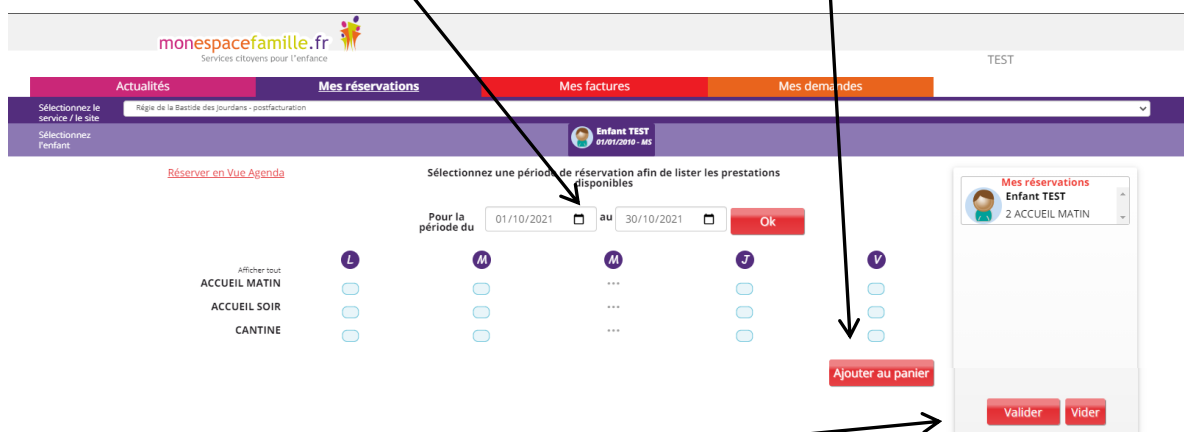 monespacefamille.fr
Services citoyens pour l'enfance
TEST
Actualités
Mes réservations
Mes factures
Mes demandes
Sélectionnez le
service / le site
Régie de la Bastide des Jourdans - postfacturation
Sélectionnez
l'enfant
Enfant TEST
01/01/2010 - MS
Réserver en Vue Agenda
Sélectionnez une période de réservation afin de lister les prestations
disponibles
Pour la
période du
01/10/2021
au
30/10/2021
Ok
Mes réservations
Enfant TEST
2 ACCUEIL MATIN
Afficher tout
L
M
M
J
V
ACCUEIL MATIN
***
ACCUEIL SOIR
***
CANTINE
***
Ajouter au panier
Valider
Vider